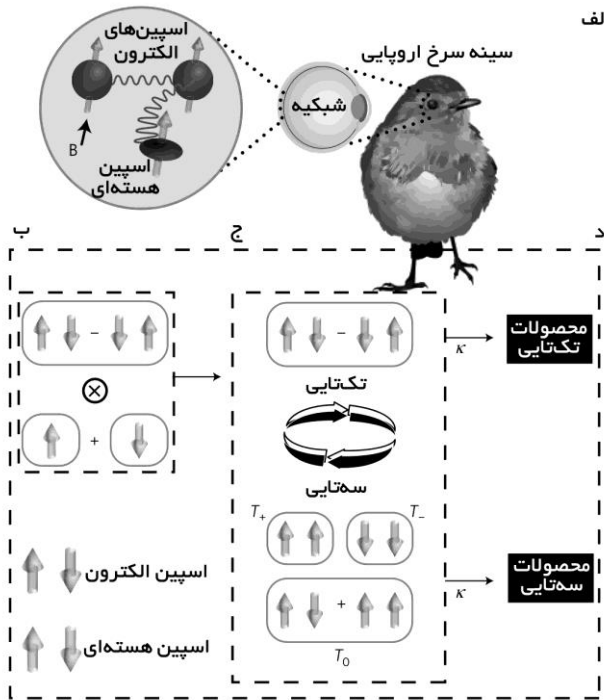 الف
سینه سرخ اروپایی
شبکیه
اسپین‌های
الکترون
B
اسپین
هسته‌ای
ب
ج
د
− 
⊗
+
−
تک‌تایی
سه‌تایی
T₊
T₋
+
T₀
κ
محصولات
تک‌تایی
κ
محصولات
سه‌تایی
اسپین الکترون
اسپین هسته‌ای